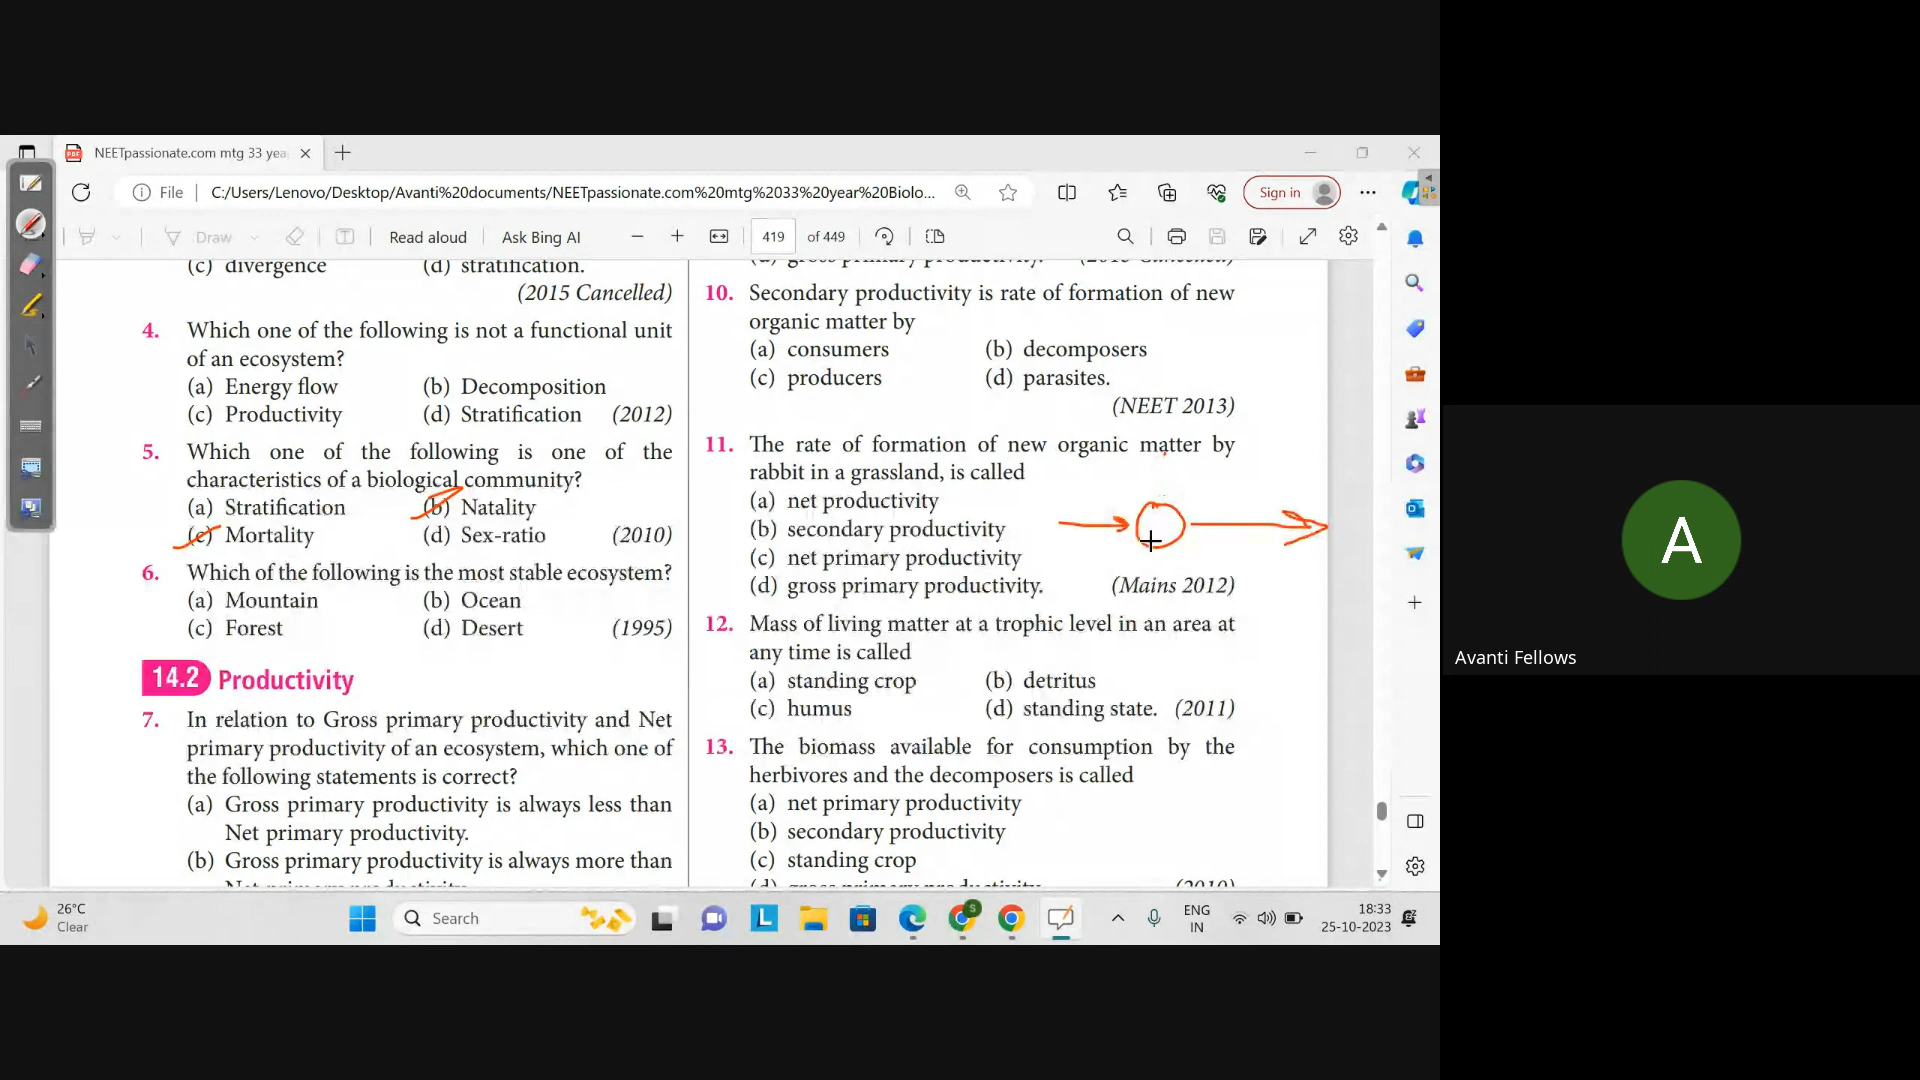 NEETpassionate.com mtg 33 yea
File
C:/Users/Lenovo/Desktop/Avanti%20documents/NEETpassionate.com%20mtg%2033%20year%20Biolo...
Sign in
Draw
Read aloud
Ask Bing AI
419
of 449
(c) divergence (d) stratification.
(2015 Cancelled)
4. Which one of the following is not a functional unit
of an ecosystem?
(a) Energy flow (b) Decomposition
(c) Productivity (d) Stratification (2012)
5. Which one of the following is one of the
characteristics of a biological community?
(a) Stratification (b) Natality
(c) Mortality (d) Sex-ratio (2010)
6. Which of the following is the most stable ecosystem?
(a) Mountain (b) Ocean
(c) Forest (d) Desert (1995)
14.2 Productivity
7. In relation to Gross primary productivity and Net
primary productivity of an ecosystem, which one of
the following statements is correct?
(a) Gross primary productivity is always less than
Net primary productivity.
(b) Gross primary productivity is always more than
Net primary productivity.
(d) gross primary productivity. (2015 Cancelled)
10. Secondary productivity is rate of formation of new
organic matter by
(a) consumers (b) decomposers
(c) producers (d) parasites.
(NEET 2013)
11. The rate of formation of new organic matter by
rabbit in a grassland, is called
(a) net productivity
(b) secondary productivity
(c) net primary productivity
(d) gross primary productivity. (Mains 2012)
12. Mass of living matter at a trophic level in an area at
any time is called
(a) standing crop (b) detritus
(c) humus (d) standing state. (2011)
13. The biomass available for consumption by the
herbivores and the decomposers is called
(a) net primary productivity
(b) secondary productivity
(c) standing crop
(d) gross primary productivity. (2010)
A
Avanti Fellows
26°C
Clear
Search
S
ENG
IN
18:33
25-10-2023